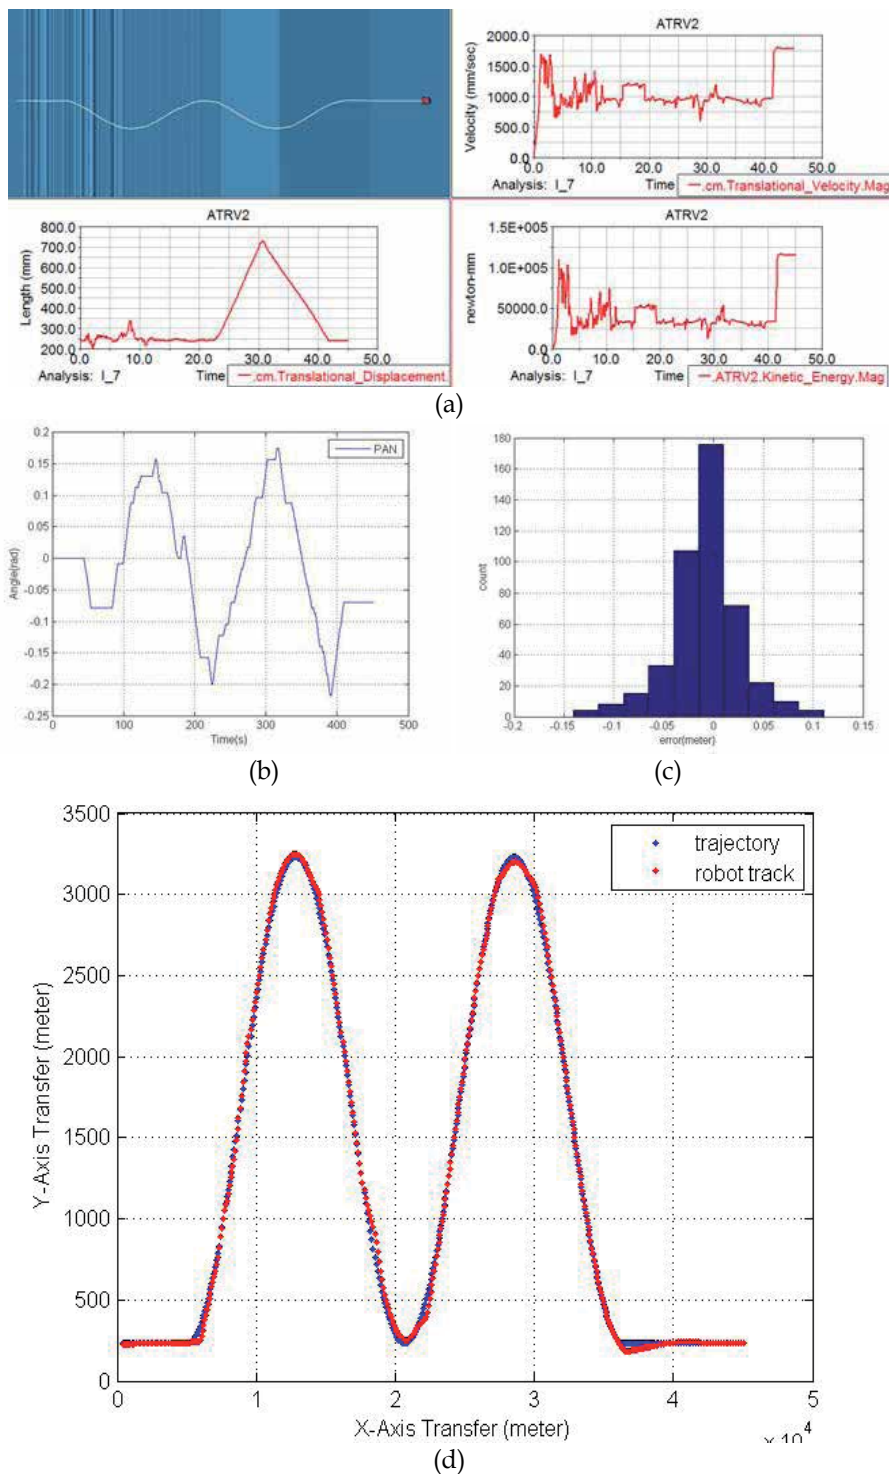 ATRV2
2000.0
1500.0
1000.0
500.0
0.0
Velocity (mm/sec)
0.0 10.0 20.0 30.0 40.0 50.0
Analysis: I_7 Time .cm.Translational_Velocity.Mag
ATRV2
800.0
700.0
600.0
500.0
400.0
300.0
200.0
Length (mm)
0.0 10.0 20.0 30.0 40.0 50.0
Analysis: I_7 Time .cm.Translational_Displacement.
ATRV2
1.5E+005
1.0E+005
50000.0
0.0
newton-mm
0.0 10.0 20.0 30.0 40.0 50.0
Analysis: I_7 Time .ATRV2.Kinetic_Energy.Mag
(a)
0.2
0.15
0.1
0.05
0
-0.05
-0.1
-0.15
-0.2
-0.25
Angle(rad)
PAN
0 100 200 300 400 500
Time(s)
(b)
180
160
140
120
100
80
60
40
20
0
count
-0.2 -0.15 -0.1 -0.05 0 0.05 0.1 0.15
error(meter)
(c)
3500
3000
2500
2000
1500
1000
500
0
Y-Axis Transfer (meter)
trajectory
robot track
0 1 2 3 4 5
X-Axis Transfer (meter)
x 10^4
(d)